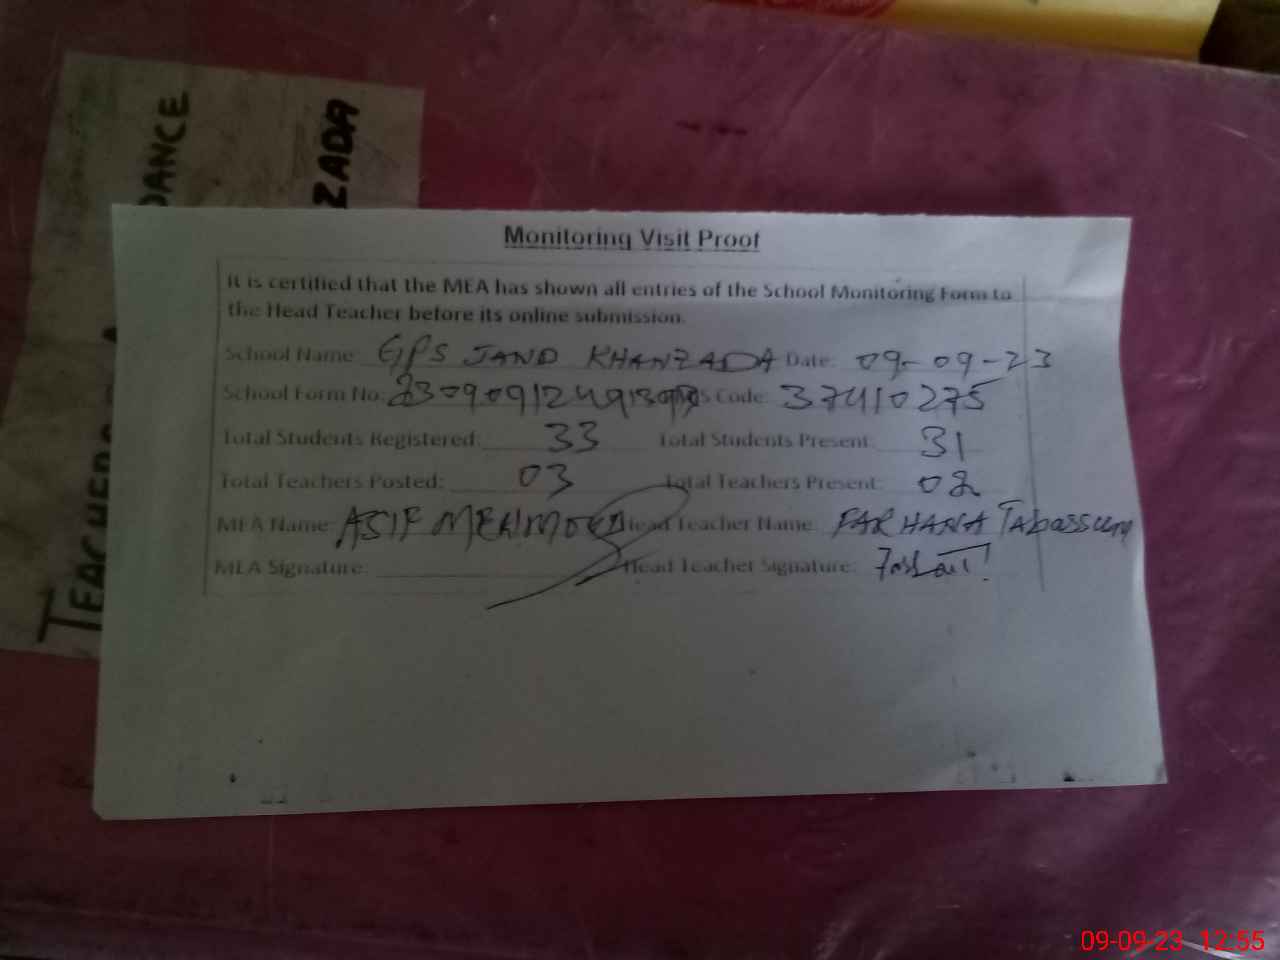 DANCE
ZADA
TEACHERS A
Monitoring Visit Proof
It is certified that the MEA has shown all entries of the School Monitoring Form to
the Head Teacher before its online submission.
School Name: GPS JAND KHANZADA Date: 09-09-23
School Form No: S Code: 37410275
Total Students Registered: 33 Total Students Present: 31
Total Teachers Posted: 03 Total Teachers Present: 02
MEA Name: ASIF MEHMOOD Head Teacher Name: FARHANA Tabassum
MEA Signature: Head Teacher Signature:
09-09-23 12:55